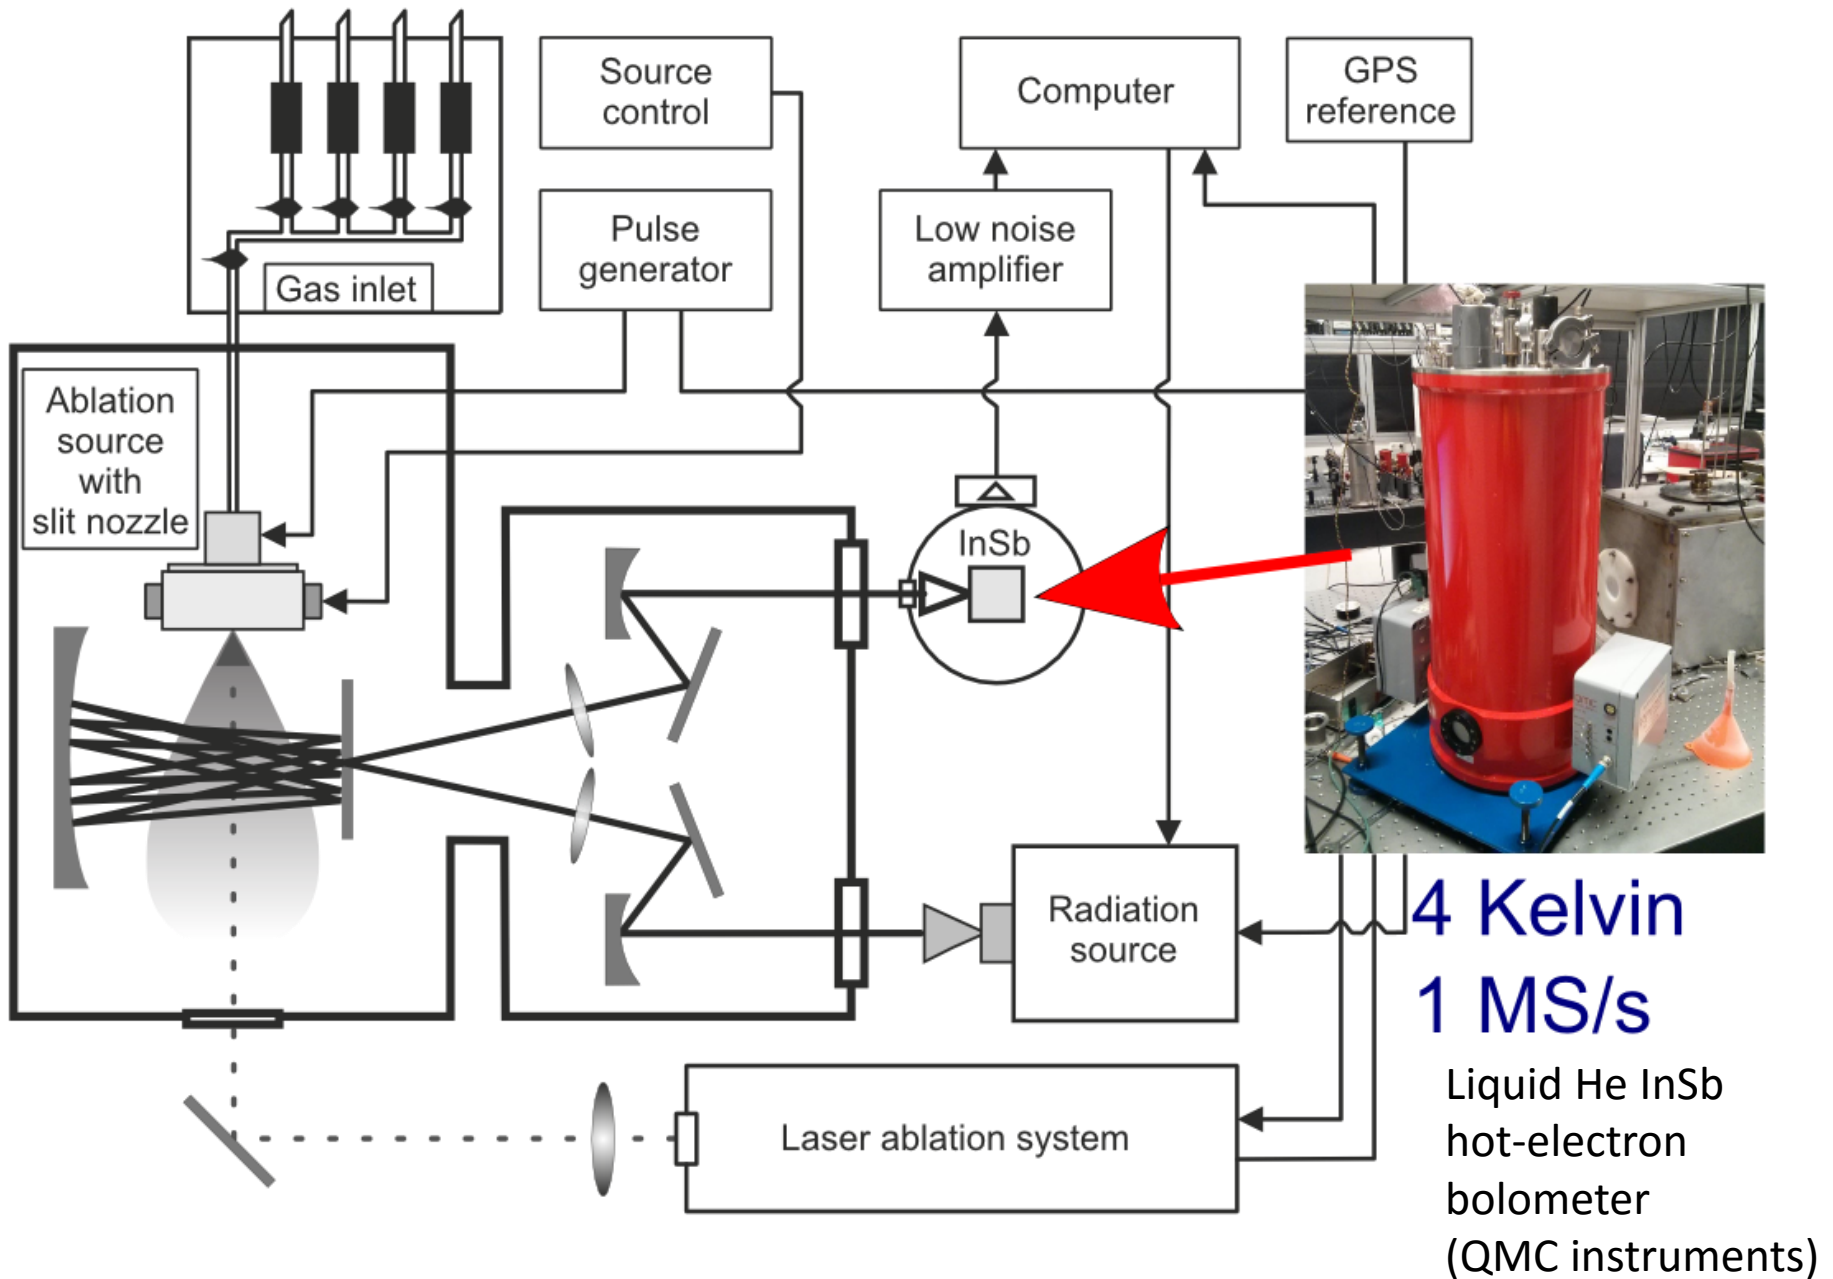 Source
control
Computer
GPS
reference
Pulse
generator
Low noise
amplifier
Gas inlet
Ablation
source
with
slit nozzle
InSb
Radiation
source
4 Kelvin
1 MS/s
Laser ablation system
Liquid He InSb
hot-electron
bolometer
(QMC instruments)